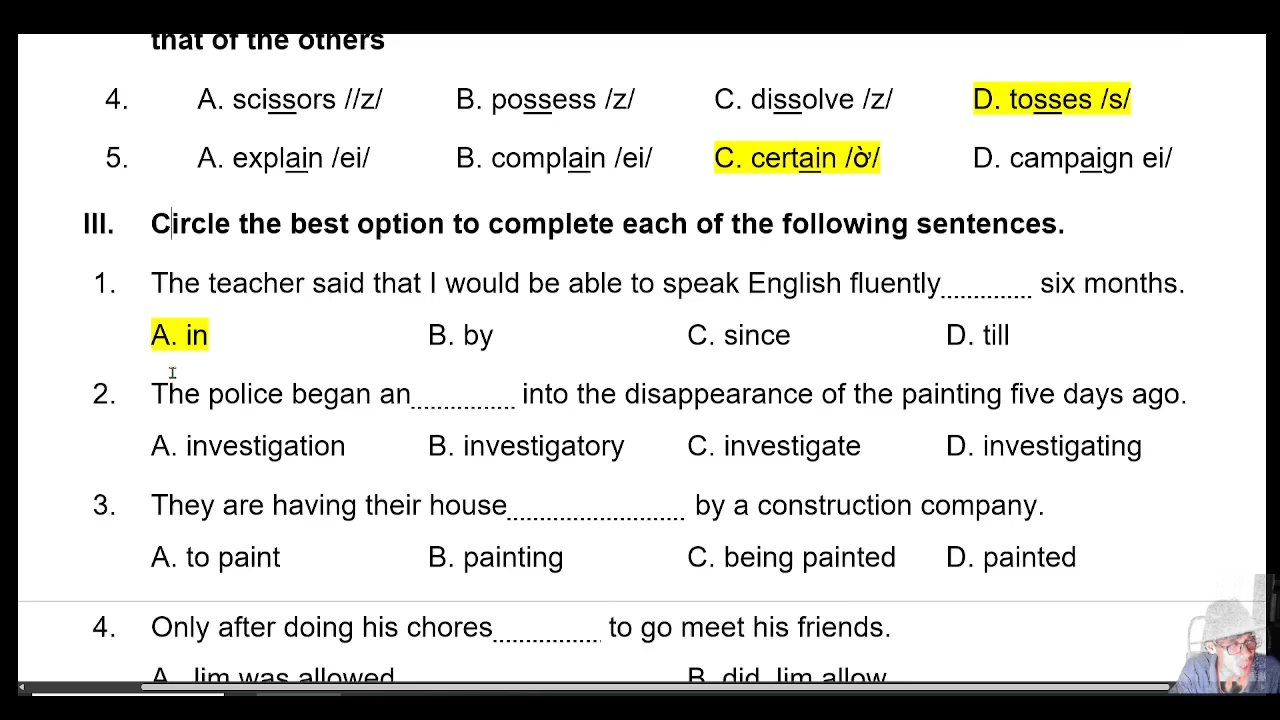 that of the others
4. A. scissors //z/ B. possess /z/ C. dissolve /z/ D. tosses /s/
5. A. explain /ei/ B. complain /ei/ C. certain /ờ/ D. campaign ei/
III. Circle the best option to complete each of the following sentences.
1. The teacher said that I would be able to speak English fluently............ six months.
A. in B. by C. since D. till
2. The police began an.............. into the disappearance of the painting five days ago.
A. investigation B. investigatory C. investigate D. investigating
3. They are having their house........................ by a construction company.
A. to paint B. painting C. being painted D. painted
4. Only after doing his chores............... to go meet his friends.
A. Jim was allowed B. did Jim allow